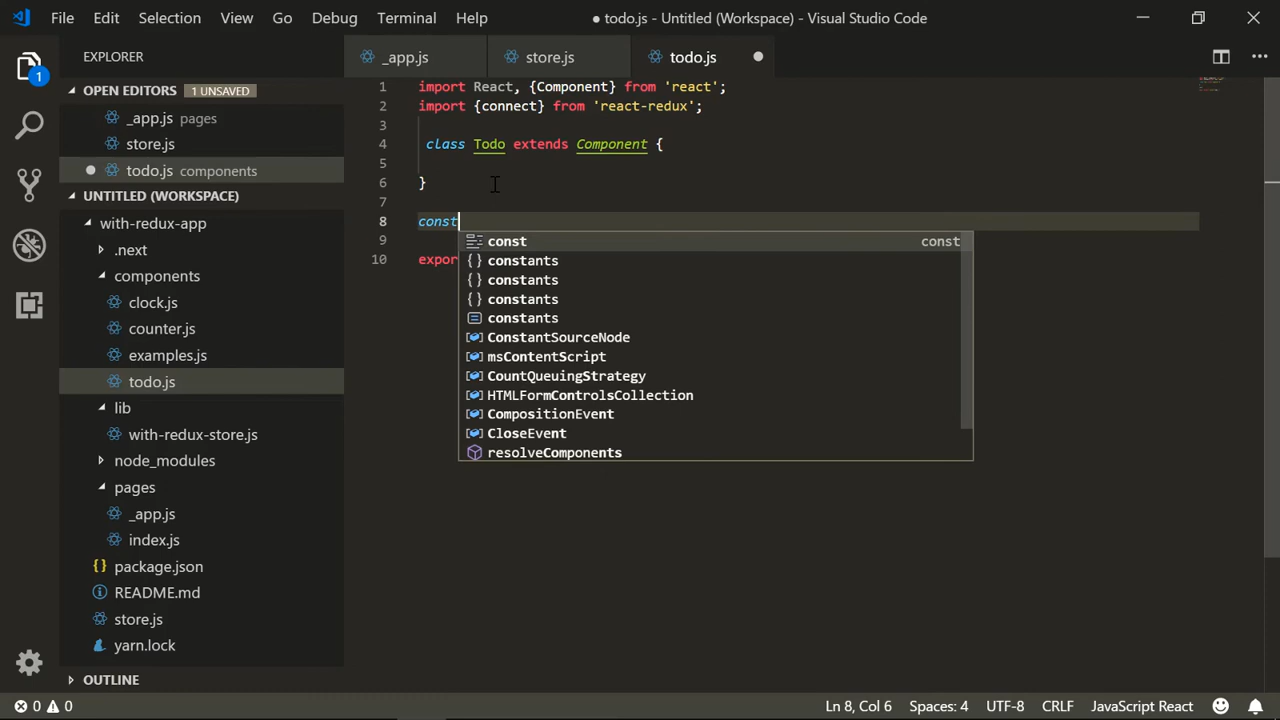 File Edit Selection View Go Debug Terminal Help ● todo.js - Untitled (Workspace) - Visual Studio Code
EXPLORER
_app.js store.js todo.js
OPEN EDITORS 1 UNSAVED
_app.js pages
store.js
todo.js components
UNTITLED (WORKSPACE)
with-redux-app
.next
components
clock.js
counter.js
examples.js
todo.js
lib
with-redux-store.js
node_modules
pages
_app.js
index.js
package.json
README.md
store.js
yarn.lock
OUTLINE
1
1 import React, {Component} from 'react';
2 import {connect} from 'react-redux';
3
4 class Todo extends Component {
5
6 }
7
8 const
9
10 expor
const const
constants
constants
constants
constants
ConstantSourceNode
msContentScript
CountQueuingStrategy
HTMLFormControlsCollection
CompositionEvent
CloseEvent
resolveComponents
0 0 Ln 8, Col 6 Spaces: 4 UTF-8 CRLF JavaScript React